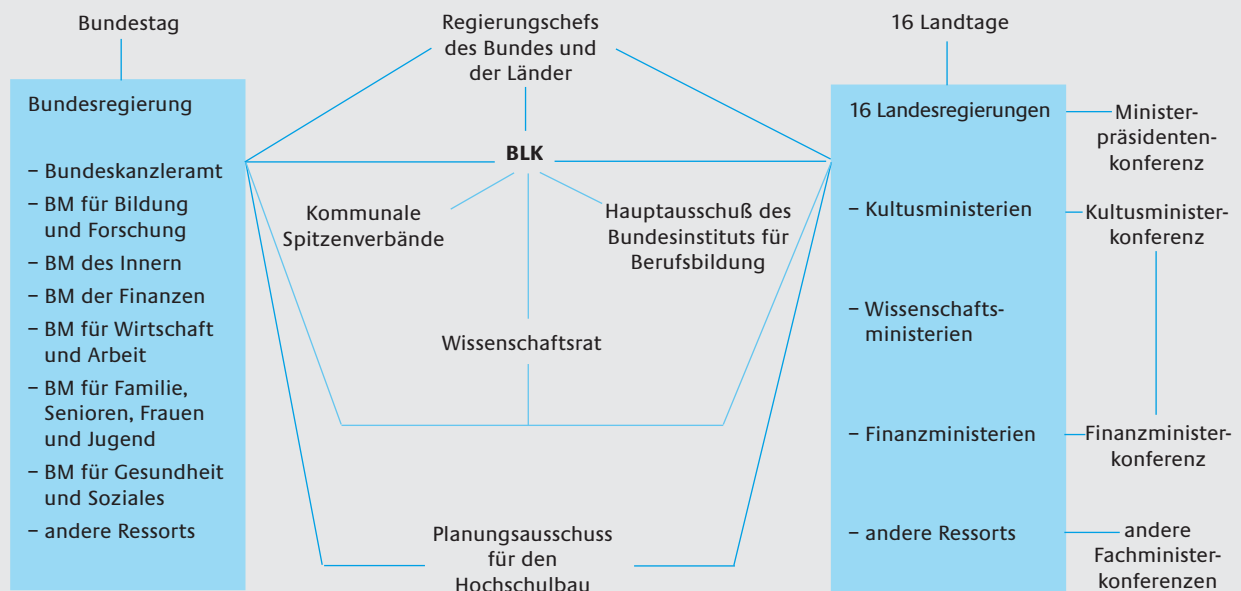 Bundestag
Bundesregierung
– Bundeskanzleramt
– BM für Bildung
und Forschung
– BM des Innern
– BM der Finanzen
– BM für Wirtschaft
und Arbeit
– BM für Familie,
Senioren, Frauen
und Jugend
– BM für Gesundheit
und Soziales
– andere Ressorts
Regierungschefs
des Bundes und
der Länder
BLK
Kommunale
Spitzenverbände
Hauptausschuß des
Bundesinstituts für
Berufsbildung
Wissenschaftsrat
Planungsausschuss
für den
Hochschulbau
16 Landtage
16 Landesregierungen
– Kultusministerien
– Wissenschafts-
ministerien
– Finanzministerien
– andere Ressorts
Minister-
präsidenten-
konferenz
Kultusminister-
konferenz
Finanzminister-
konferenz
andere
Fachminister-
konferenzen